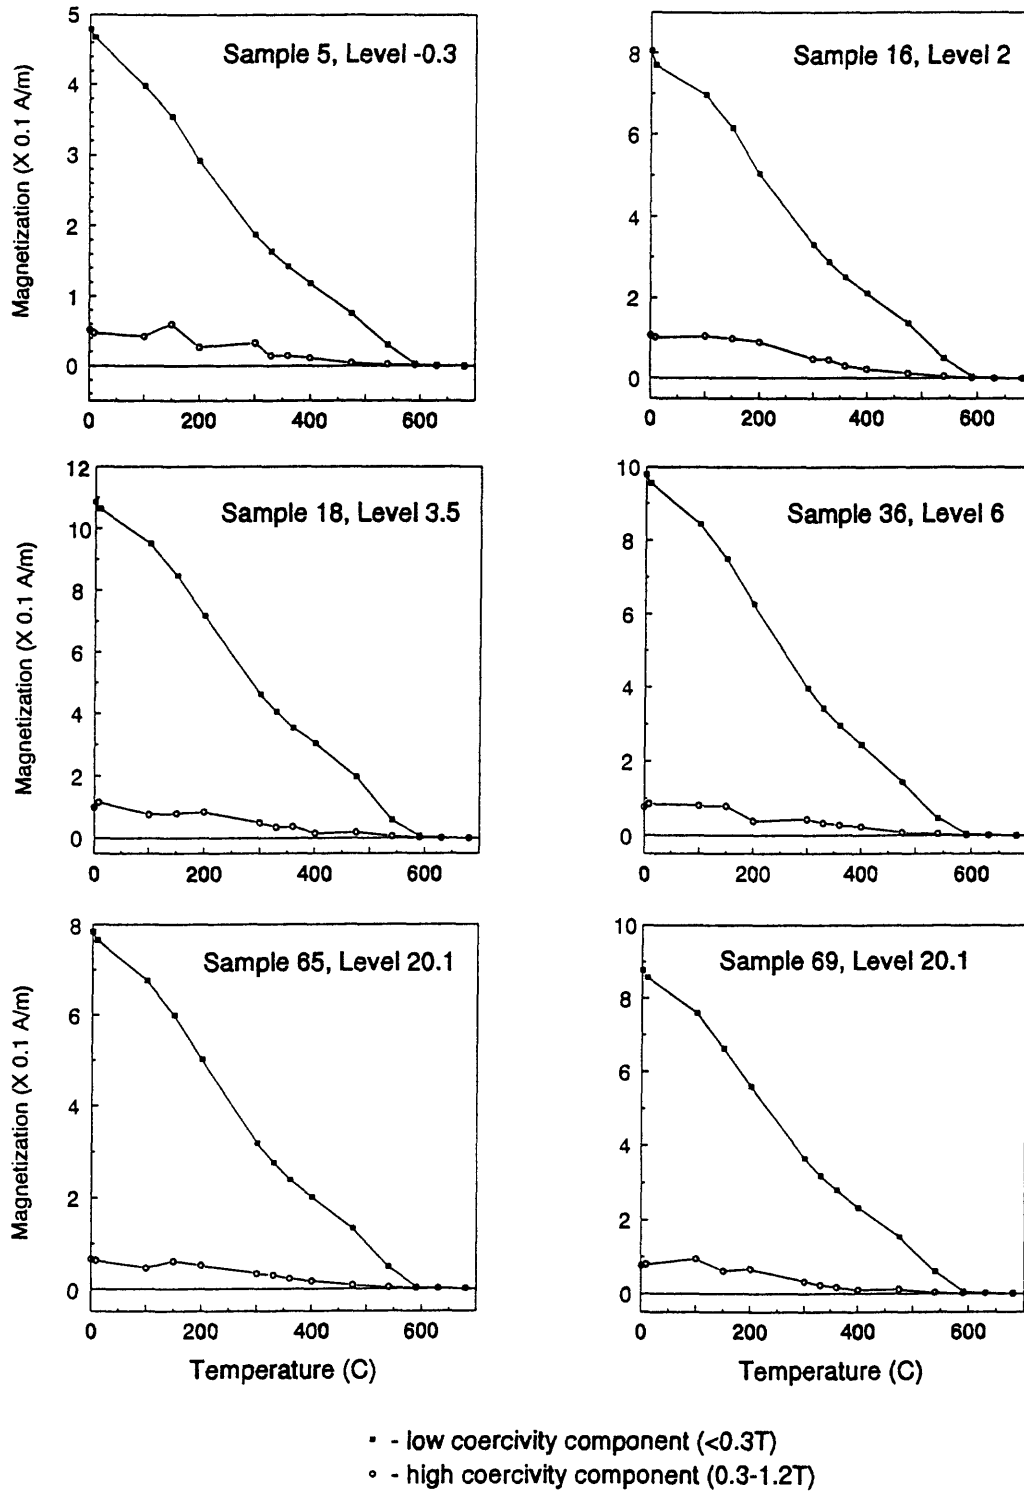 Sample 5, Level -0.3
Magnetization (X 0.1 A/m)
5
4
3
2
1
0
0 200 400 600
Sample 16, Level 2
8
6
4
2
0
0 200 400 600
Sample 18, Level 3.5
Magnetization (X 0.1 A/m)
12
10
8
6
4
2
0
0 200 400 600
Sample 36, Level 6
10
8
6
4
2
0
0 200 400 600
Sample 65, Level 20.1
Magnetization (X 0.1 A/m)
8
6
4
2
0
0 200 400 600
Temperature (C)
Sample 69, Level 20.1
10
8
6
4
2
0
0 200 400 600
Temperature (C)
- low coercivity component (<0.3T)
- high coercivity component (0.3-1.2T)